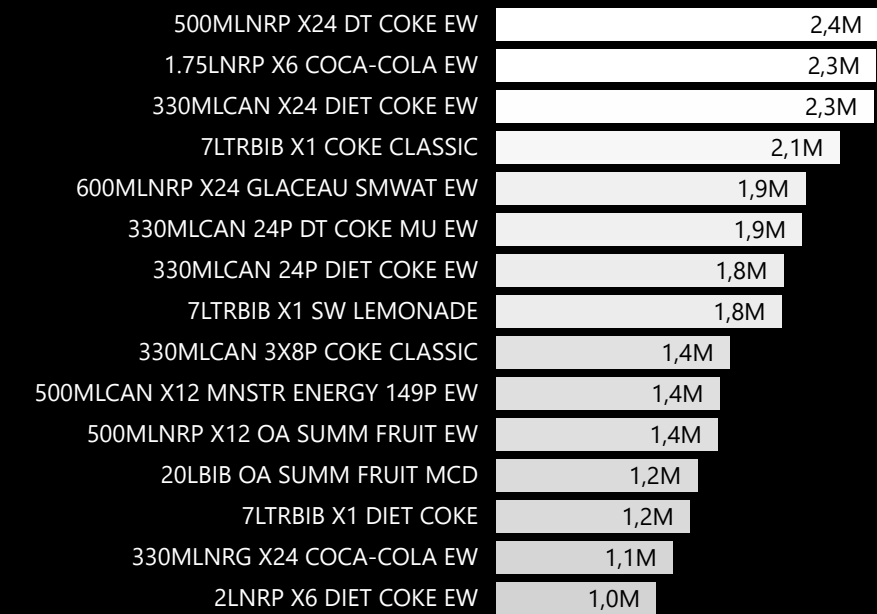 500MLNRP X24 DT COKE EW 2,4M
1.75LNRP X6 COCA-COLA EW 2,3M
330MLCAN X24 DIET COKE EW 2,3M
7LTRBIB X1 COKE CLASSIC 2,1M
600MLNRP X24 GLACEAU SMWAT EW 1,9M
330MLCAN 24P DT COKE MU EW 1,9M
330MLCAN 24P DIET COKE EW 1,8M
7LTRBIB X1 SW LEMONADE 1,8M
330MLCAN 3X8P COKE CLASSIC 1,4M
500MLCAN X12 MNSTR ENERGY 149P EW 1,4M
500MLNRP X12 OA SUMM FRUIT EW 1,4M
20LBIB OA SUMM FRUIT MCD 1,2M
7LTRBIB X1 DIET COKE 1,2M
330MLNRG X24 COCA-COLA EW 1,1M
2LNRP X6 DIET COKE EW 1,0M